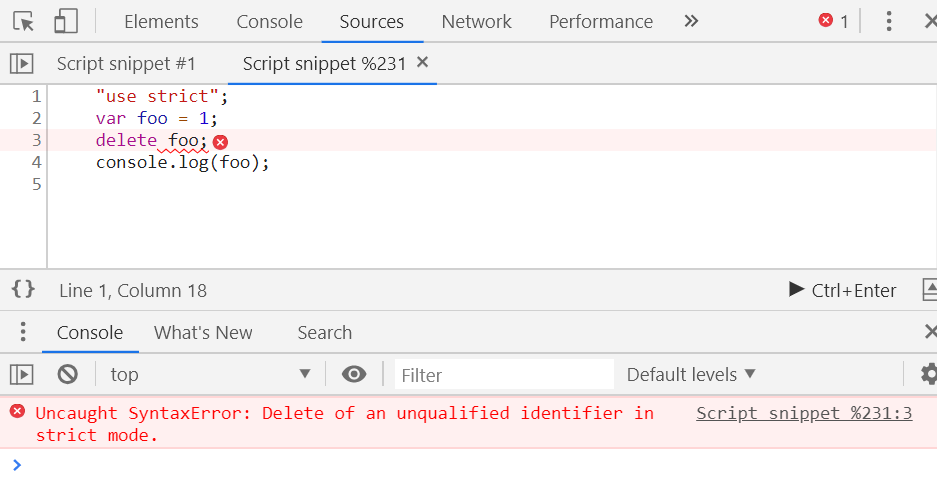 Elements Console Sources Network Performance » 1
Script snippet #1 Script snippet %231 ×
1 "use strict";
2 var foo = 1;
3 delete foo;
4 console.log(foo);
5
{} Line 1, Column 18 Ctrl+Enter
Console What's New Search
top Filter Default levels
Uncaught SyntaxError: Delete of an unqualified identifier in Script snippet %231:3
strict mode.
>